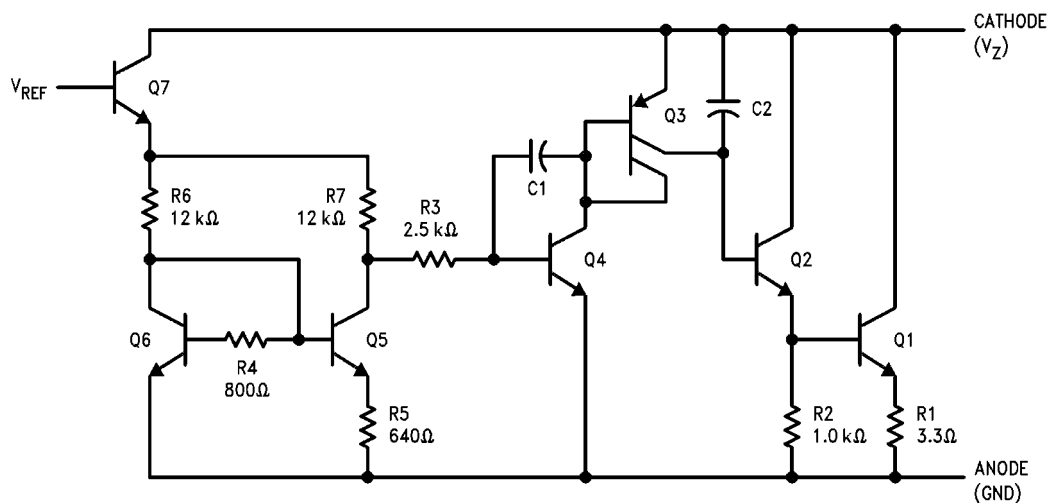 CATHODE
(VZ)
VREF
Q7
Q3
C2
C1
R6
12 kΩ
R7
12 kΩ
R3
2.5 kΩ
Q4
Q2
Q6
R4
800Ω
Q5
Q1
R5
640Ω
R2
1.0 kΩ
R1
3.3Ω
ANODE
(GND)